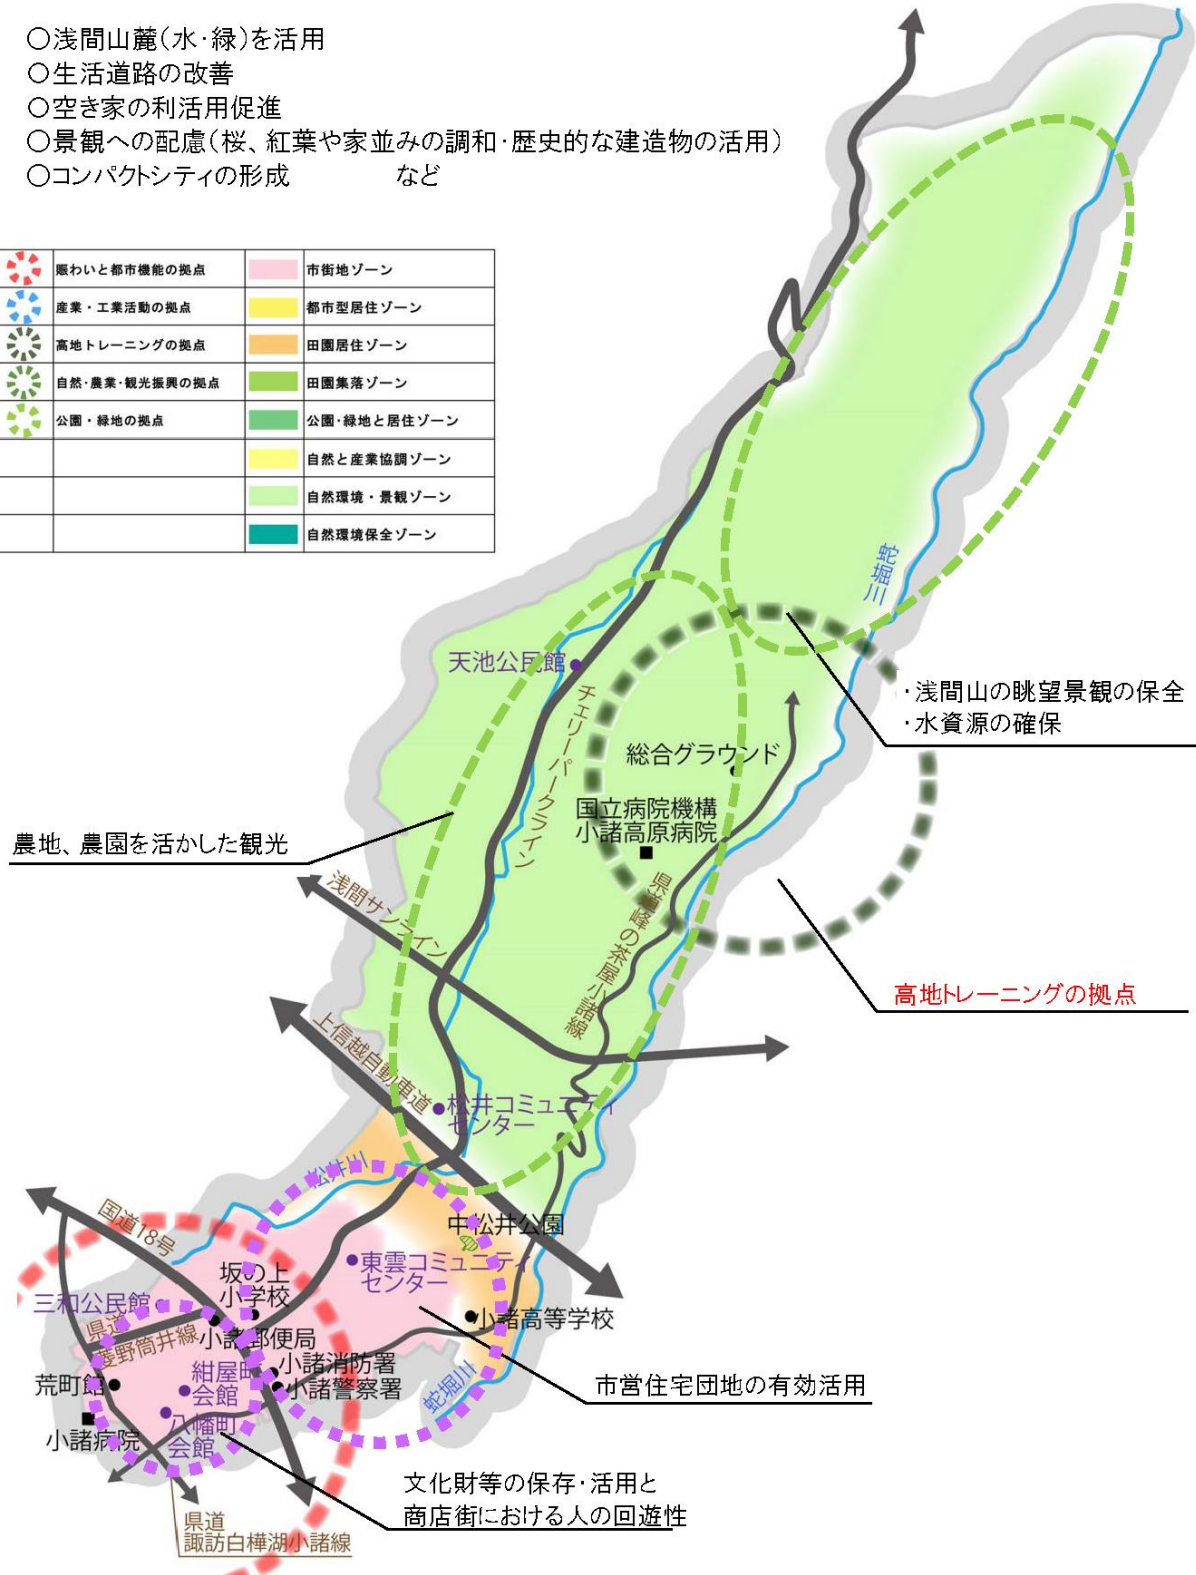 ○浅間山麓(水・緑)を活用
○生活道路の改善
○空き家の利活用促進
○景観への配慮(桜、紅葉や家並みの調和・歴史的な建造物の活用)
○コンパクトシティの形成　　　　など
賑わいと都市機能の拠点
市街地ゾーン
産業・工業活動の拠点
都市型居住ゾーン
高地トレーニングの拠点
田園居住ゾーン
自然・農業・観光振興の拠点
田園集落ゾーン
公園・緑地の拠点
公園・緑地と居住ゾーン
自然と産業協調ゾーン
自然環境・景観ゾーン
自然環境保全ゾーン
蛇堀川
天池公民館
チェリーパークライン
・浅間山の眺望景観の保全
・水資源の確保
総合グラウンド
国立病院機構
小諸高原病院
農地、農園を活かした観光
浅間サンライン
県道峰の茶屋小諸線
高地トレーニングの拠点
上信越自動車道
松井コミュニティ
センター
松井川
国道18号
中松井公園
東雲コミュニティ
センター
坂の上
小学校
三和公民館
県道
菱野筒井線
小諸郵便局
小諸高等学校
小諸消防署
小諸警察署
紺屋町
会館
荒町館
八幡町
会館
小諸病院
蛇堀川
市営住宅団地の有効活用
文化財等の保存・活用と
商店街における人の回遊性
県道
諏訪白樺湖小諸線